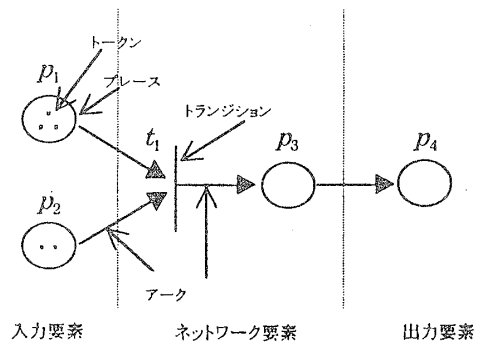 トークン
p1
プレース
トランジション
t1
p3
p4
p2
アーク
入力要素
ネットワーク要素
出力要素